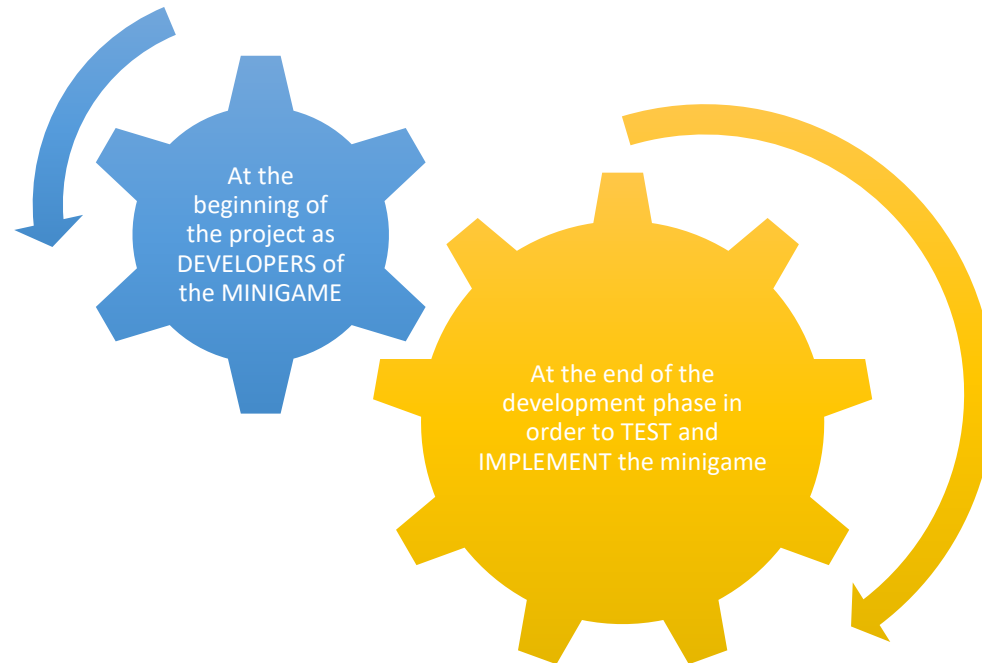 At the
beginning of
the project as
DEVELOPERS of
the MINIGAME
At the end of the
development phase in
order to TEST and
IMPLEMENT the minigame